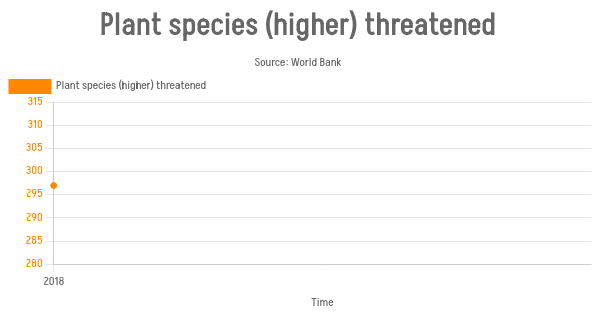 Plant species (higher) threatened
Source: World Bank
Plant species (higher) threatened
315
310
305
300
295
290
285
280
2018
Time